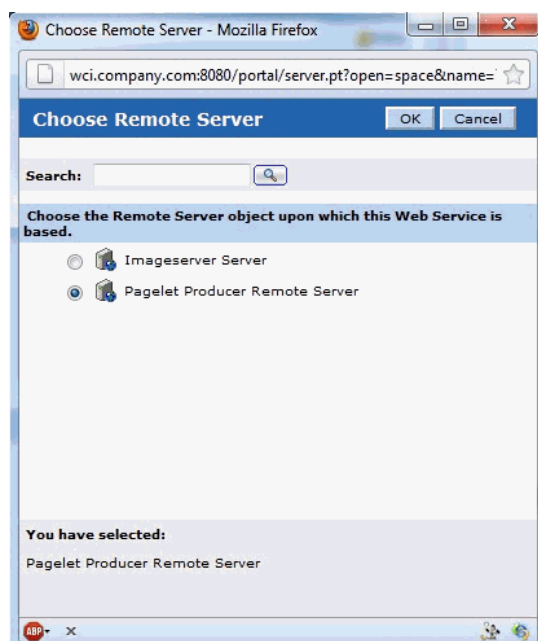 Choose Remote Server - Mozilla Firefox
wci.company.com:8080/portal/server.pt?open=space&name=
Choose Remote Server
OK
Cancel
Search:
Choose the Remote Server object upon which this Web Service is
based.
Imageserver Server
Pagelet Producer Remote Server
You have selected:
Pagelet Producer Remote Server
ABP
x